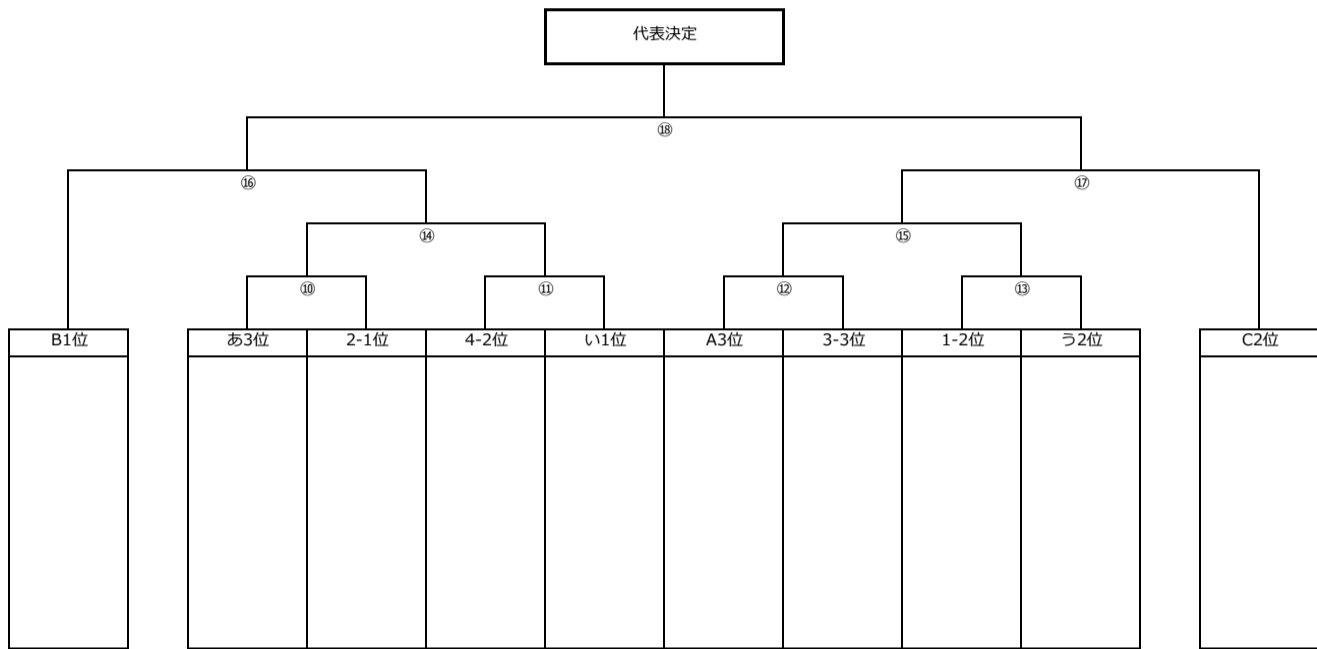 代表決定
⑱
⑯
⑰
⑭
⑮
⑩
⑪
⑫
⑬
B1位
あ3位
2-1位
4-2位
い1位
A3位
3-3位
1-2位
う2位
C2位